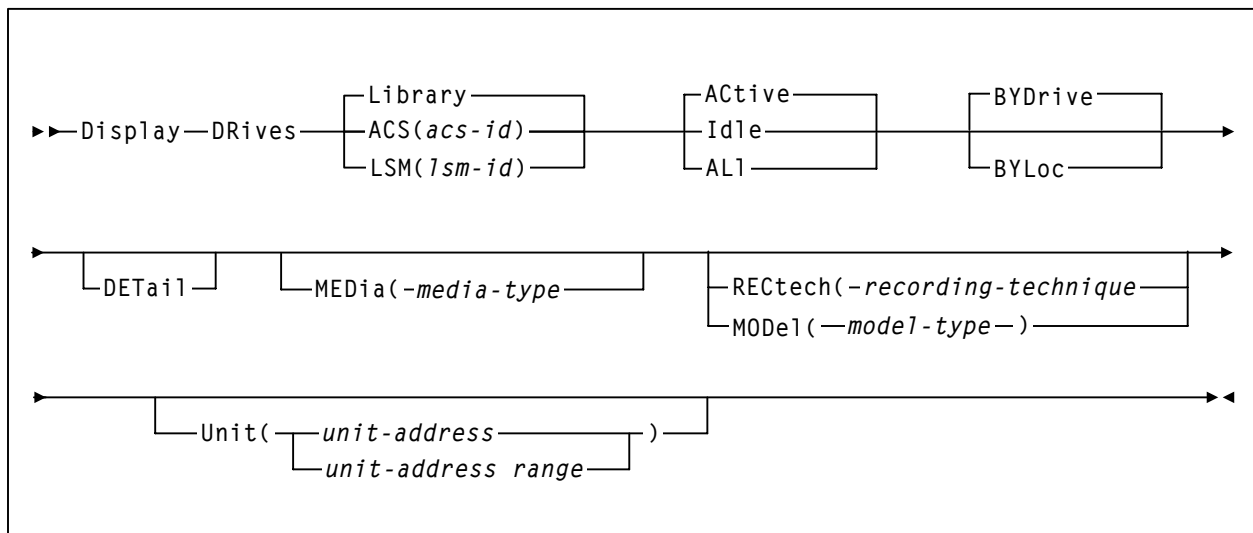 Library
ACtive
BYDrive
Display DRives ACS(acs-id) Idle
LSM(lsm-id) ALl BYLoc
DETail MEDia(media-type RECtech(recording-technique
MODel(model-type)
Unit(unit-address)
unit-address range